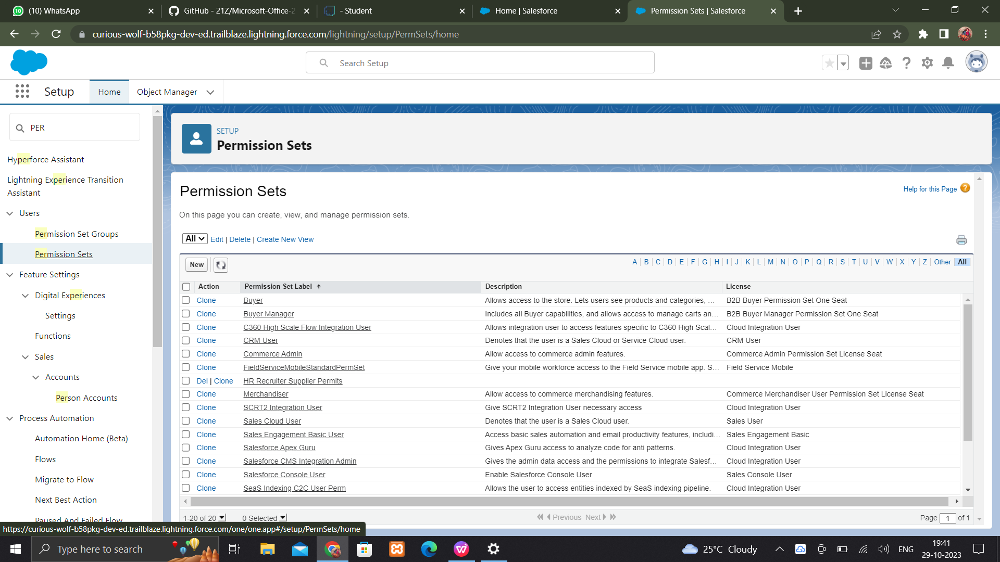 (10) WhatsApp
GitHub - 21Z/Microsoft-Office-2
- Student
Home | Salesforce
Permission Sets | Salesforce
curious-wolf-b58pkg-dev-ed.trailblaze.lightning.force.com/lightning/setup/PermSets/home
Search Setup
Setup
Home
Object Manager
PER
Hyperforce Assistant
Lightning Experience Transition
Assistant
Users
Permission Set Groups
Permission Sets
Feature Settings
Digital Experiences
Settings
Functions
Sales
Accounts
Person Accounts
Process Automation
Automation Home (Beta)
Flows
Migrate to Flow
Next Best Action
Paused And Failed Flow
SETUP
Permission Sets
Permission Sets
Help for this Page
On this page you can create, view, and manage permission sets.
All Edit | Delete | Create New View
New
A B C D E F G H I J K L M N O P Q R S T U V W X Y Z Other All
Action Permission Set Label Description License
Clone Buyer Allows access to the store. Lets users see products and categories, ... B2B Buyer Permission Set One Seat
Clone Buyer Manager Includes all Buyer capabilities, and allows access to manage carts an... B2B Buyer Manager Permission Set One Seat
Clone C360 High Scale Flow Integration User Allows integration user to access features specific to C360 High Scal... Cloud Integration User
Clone CRM User Denotes that the user is a Sales Cloud or Service Cloud user. CRM User
Clone Commerce Admin Allow access to commerce admin features. Commerce Admin Permission Set License Seat
Clone FieldServiceMobileStandardPermSet Give your mobile workforce access to the Field Service mobile app. S... Field Service Mobile
Del | Clone HR Recruiter Supplier Permits
Clone Merchandiser Allow access to commerce merchandising features. Commerce Merchandiser User Permission Set License Seat
Clone SCRT2 Integration User Give SCRT2 Integration User necessary access Cloud Integration User
Clone Sales Cloud User Denotes that the user is a Sales Cloud user. Sales User
Clone Sales Engagement Basic User Access basic sales automation and email productivity features, includi... Sales Engagement Basic
Clone Salesforce Apex Guru Gives Apex Guru access to analyze code for anti patterns. Cloud Integration User
Clone Salesforce CMS Integration Admin Gives the admin data access and the permissions to integrate Salesf... Cloud Integration User
Clone Salesforce Console User Enable Salesforce Console User Sales Console User
Clone SeaS Indexing C2C User Perm Allows the user to access entities indexed by SeaS indexing pipeline. Cloud Integration User
1-20 of 20 0 Selected Previous Next Page 1 of 1
https://curious-wolf-b58pkg-dev-ed.trailblaze.lightning.force.com/one/one.app#/setup/PermSets/home
Type here to search
25°C Cloudy
ENG
19:41
29-10-2023